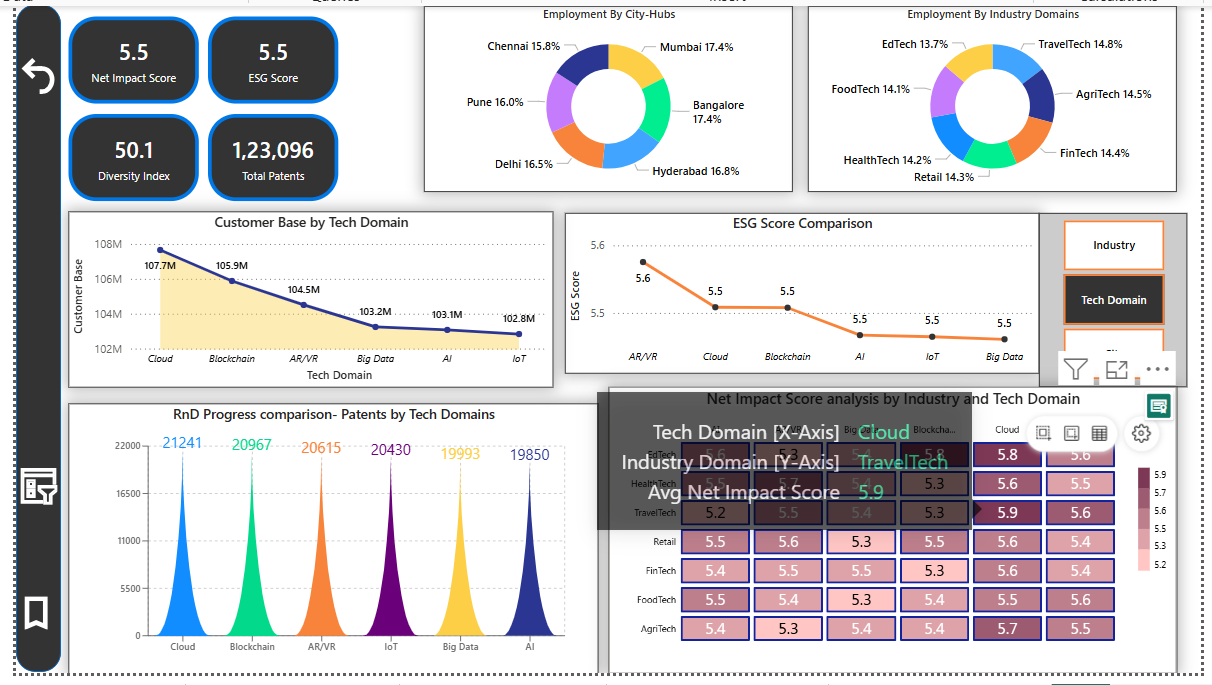 5.5
Net Impact Score
5.5
ESG Score
50.1
Diversity Index
1,23,096
Total Patents
Employment By City-Hubs
Chennai 15.8%
Mumbai 17.4%
Pune 16.0%
Bangalore
17.4%
Delhi 16.5%
Hyderabad 16.8%
Employment By Industry Domains
EdTech 13.7%
TravelTech 14.8%
FoodTech 14.1%
AgriTech 14.5%
HealthTech 14.2%
FinTech 14.4%
Retail 14.3%
Customer Base by Tech Domain
Customer Base
108M
106M
104M
102M
107.7M
105.9M
104.5M
103.2M
103.1M
102.8M
Cloud Blockchain AR/VR Big Data AI IoT
Tech Domain
ESG Score Comparison
ESG Score
5.6
5.5
5.6
5.5
5.5
5.5
5.5
5.5
AR/VR Cloud Blockchain AI IoT Big Data
Industry
Tech Domain
RnD Progress comparison- Patents by Tech Domains
22000
16500
11000
5500
0
21241
20967
20615
20430
19993
19850
Cloud Blockchain AR/VR IoT Big Data AI
Net Impact Score analysis by Industry and Tech Domain
Blockcha... Cloud
Tech Domain [X-Axis] Cloud
Industry Domain [Y-Axis] TravelTech
Avg Net Impact Score 5.9
EdTech 5.8 5.8 5.6
HealthTech 5.3 5.6 5.5
TravelTech 5.2 5.5 5.4 5.3 5.9 5.6
Retail 5.5 5.6 5.3 5.5 5.6 5.4
FinTech 5.4 5.5 5.5 5.3 5.6 5.4
FoodTech 5.5 5.4 5.3 5.4 5.5 5.6
AgriTech 5.4 5.3 5.4 5.4 5.7 5.5
5.9
5.7
5.6
5.5
5.3
5.2